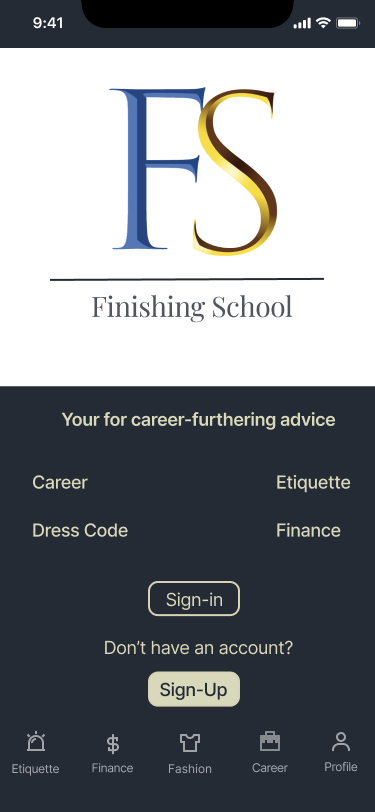 9:41
FS
Finishing School
Your for career-furthering advice
Career Etiquette
Dress Code Finance
Sign-in
Don’t have an account?
Sign-Up
Etiquette Finance Fashion Career Profile